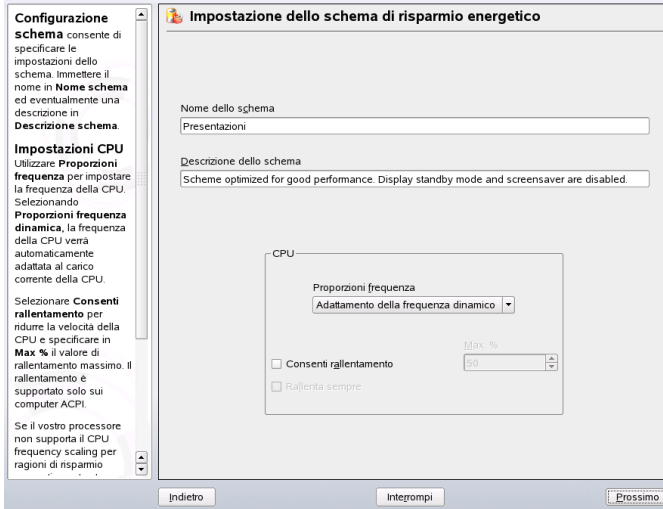 Configurazione
schema consente di
specificare le
impostazioni dello
schema. Immettere il
nome in Nome schema
ed eventualmente una
descrizione in
Descrizione schema.
Impostazioni CPU
Utilizzare Proporzioni
frequenza per impostare
la frequenza della CPU.
Selezionando
Proporzioni frequenza
dinamica, la frequenza
della CPU verrà
automaticamente
adattata al carico
corrente della CPU.
Selezionare Consenti
rallentamento per
ridurre la velocità della
CPU e specificare in
Max % il valore di
rallentamento massimo. Il
rallentamento è
supportato solo sui
computer ACPI.
Se il vostro processore
non supporta il CPU
frequency scaling per
ragioni di risparmio
Impostazione dello schema di risparmio energetico
Nome dello schema
Presentazioni
Descrizione dello schema
Scheme optimized for good performance. Display standby mode and screensaver are disabled.
CPU
Proporzioni frequenza
Adattamento della frequenza dinamico
Max. %
Consenti rallentamento
50
Rallenta sempre
Indietro
Interrompi
Prossimo